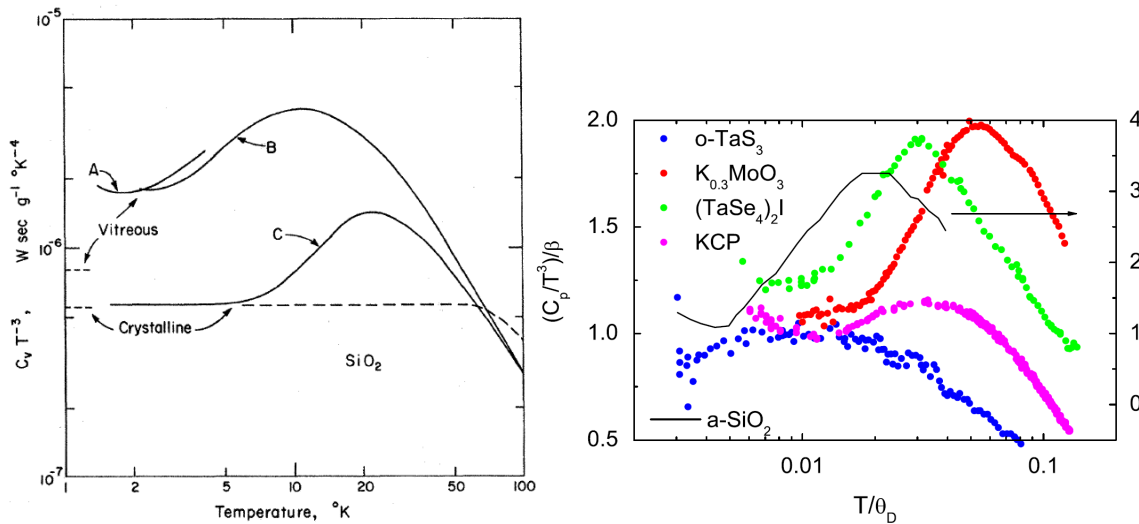 10⁻⁵
10⁻⁶
10⁻⁷
Cᵥ T⁻³, W sec g⁻¹ °K⁻⁴
A
B
C
Vitreous
Crystalline
SiO₂
1 2 5 10 20 50 100
Temperature, °K
2.0
1.5
1.0
0.5
(Cₚ/T³)/β
o-TaS₃
K₀.₃MoO₃
(TaSe₄)₂I
KCP
a-SiO₂
4
3
2
1
0
0.01 0.1
T/θ_D